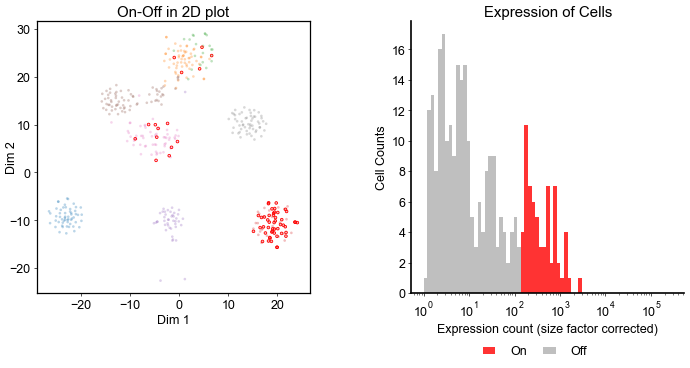 On-Off in 2D plot
30
20
10
0
−10
−20
Dim 2
−20 −10 0 10 20
Dim 1
Expression of Cells
16
14
12
10
8
6
4
2
0
Cell Counts
10^0 10^1 10^2 10^3 10^4 10^5
Expression count (size factor corrected)
On Off